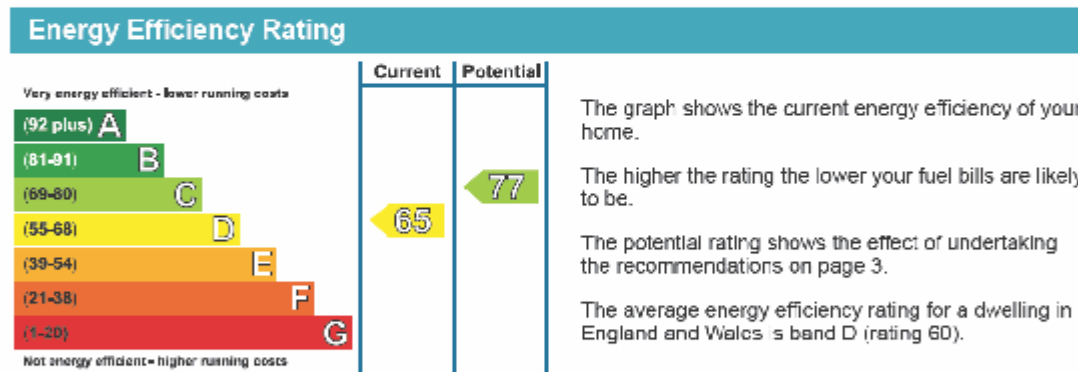 Energy Efficiency Rating
Current Potential
Very energy efficient - lower running costs
(92 plus) A
(81-91) B
(69-80) C
(55-68) D
(39-54) E
(21-38) F
(1-20) G
Not energy efficient - higher running costs
65
77
The graph shows the current energy efficiency of your
home.
The higher the rating the lower your fuel bills are likely
to be.
The potential rating shows the effect of undertaking
the recommendations on page 3.
The average energy efficiency rating for a dwelling in
England and Wales is band D (rating 60).